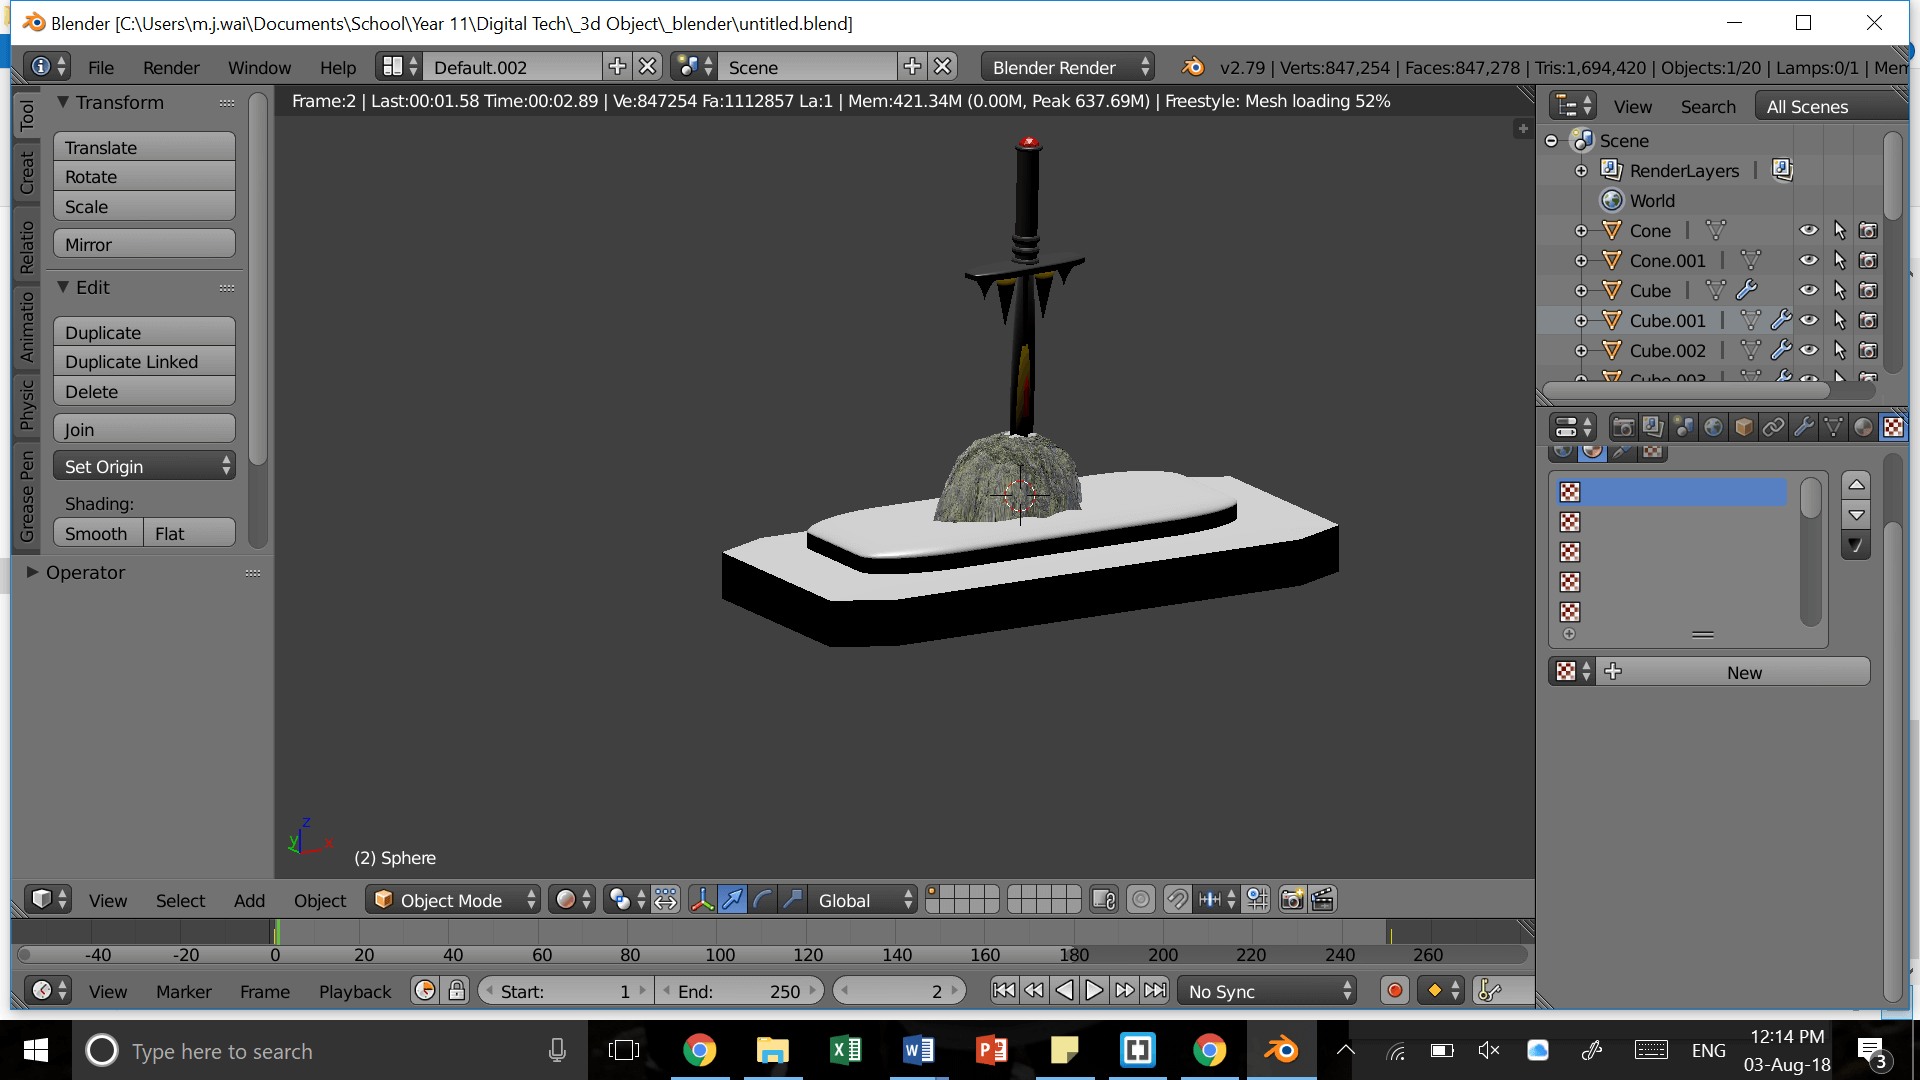 Blender [C:\Users\m.j.wai\Documents\School\Year 11\Digital Tech\_3d Object\_blender\untitled.blend]
File Render Window Help Default.002 Scene Blender Render v2.79 | Verts:847,254 | Faces:847,278 | Tris:1,694,420 | Objects:1/20 | Lamps:0/1 | Mem
Frame:2 | Last:00:01.58 Time:00:02.89 | Ve:847254 Fa:1112857 La:1 | Mem:421.34M (0.00M, Peak 637.69M) | Freestyle: Mesh loading 52%
Tool
Creat
Relatio
Animatio
Physic
Grease Pen
Transform
Translate
Rotate
Scale
Mirror
Edit
Duplicate
Duplicate Linked
Delete
Join
Set Origin
Shading:
Smooth Flat
Operator
z
y x
(2) Sphere
View Search All Scenes
Scene
RenderLayers
World
Cone
Cone.001
Cube
Cube.001
Cube.002
Cube.003
New
View Select Add Object Object Mode Global
-40 -20 0 20 40 60 80 100 120 140 160 180 200 220 240 260
View Marker Frame Playback Start: 1 End: 250 2 No Sync
Type here to search
ENG
12:14 PM
03-Aug-18
3